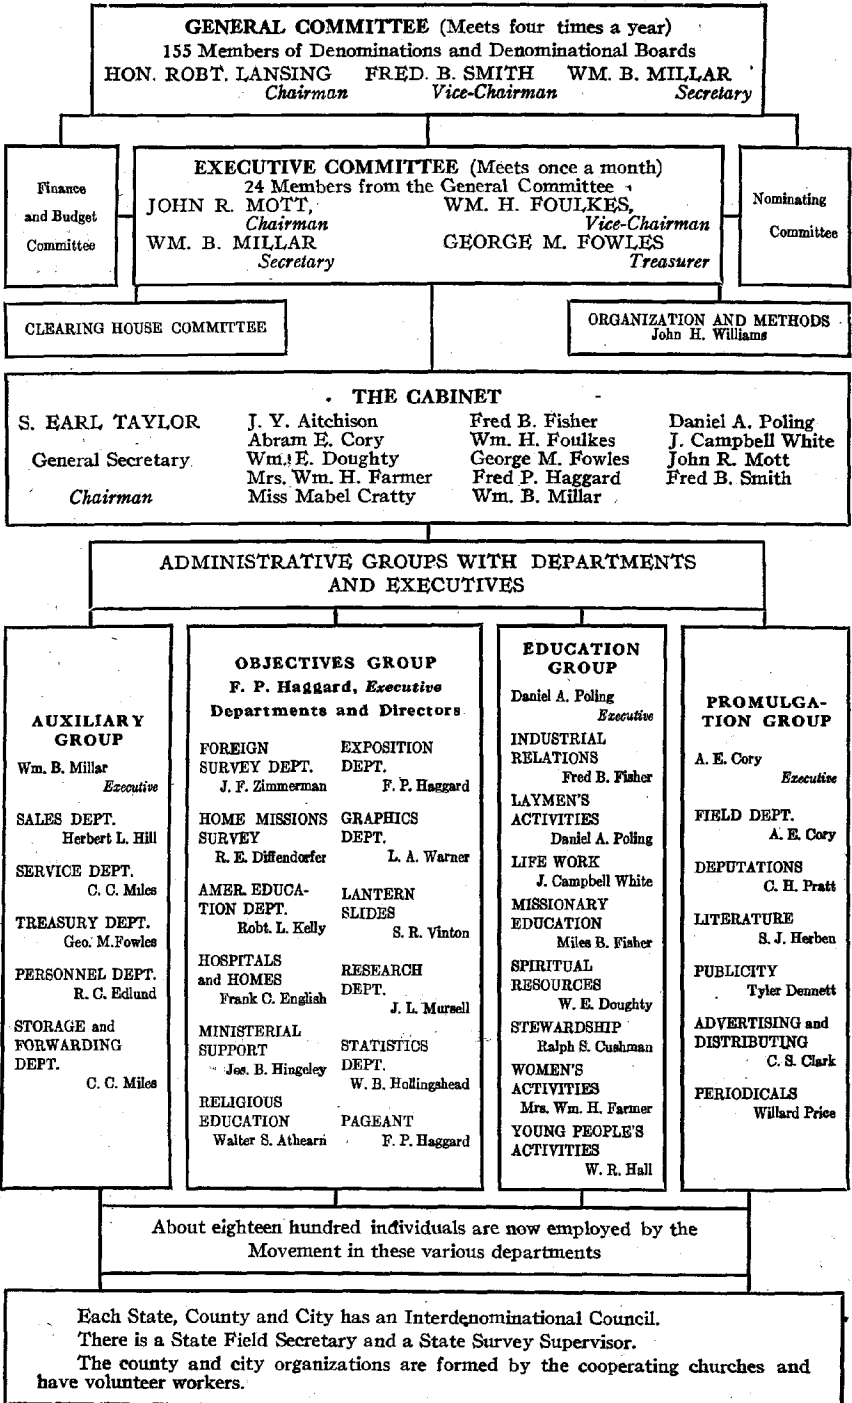 GENERAL COMMITTEE (Meets four times a year)
155 Members of Denominations and Denominational Boards
HON. ROBT. LANSING FRED. B. SMITH WM. B. MILLAR
Chairman Vice-Chairman Secretary
Finance
and Budget
Committee
EXECUTIVE COMMITTEE (Meets once a month)
24 Members from the General Committee
JOHN R. MOTT, WM. H. FOULKES,
Chairman Vice-Chairman
WM. B. MILLAR GEORGE M. FOWLES
Secretary Treasurer
Nominating
Committee
CLEARING HOUSE COMMITTEE
ORGANIZATION AND METHODS
John H. Williams
THE CABINET
S. EARL TAYLOR
General Secretary
Chairman
J. Y. Aitchison
Abram E. Cory
Wm. E. Doughty
Mrs. Wm. H. Farmer
Miss Mabel Cratty
Fred B. Fisher
Wm. H. Foulkes
George M. Fowles
Fred P. Haggard
Wm. B. Millar
Daniel A. Poling
J. Campbell White
John R. Mott
Fred B. Smith
ADMINISTRATIVE GROUPS WITH DEPARTMENTS
AND EXECUTIVES
AUXILIARY
GROUP
Wm. B. Millar
Executive
SALES DEPT.
Herbert L. Hill
SERVICE DEPT.
C. C. Miles
TREASURY DEPT.
Geo. M. Fowles
PERSONNEL DEPT.
R. C. Edlund
STORAGE and
FORWARDING
DEPT.
C. C. Miles
OBJECTIVES GROUP
F. P. Haggard, Executive
Departments and Directors
FOREIGN
SURVEY DEPT.
J. F. Zimmerman
HOME MISSIONS
SURVEY
R. E. Diffendorfer
AMER. EDUCA-
TION DEPT.
Robt. L. Kelly
HOSPITALS
and HOMES
Frank C. English
MINISTERIAL
SUPPORT
Jos. B. Hingeley
RELIGIOUS
EDUCATION
Walter S. Athearn
EXPOSITION
DEPT.
F. P. Haggard
GRAPHICS
DEPT.
L. A. Warner
LANTERN
SLIDES
S. R. Vinton
RESEARCH
DEPT.
J. L. Mursell
STATISTICS
DEPT.
W. B. Hollingshead
PAGEANT
F. P. Haggard
EDUCATION
GROUP
Daniel A. Poling
Executive
INDUSTRIAL
RELATIONS
Fred B. Fisher
LAYMEN'S
ACTIVITIES
Daniel A. Poling
LIFE WORK
J. Campbell White
MISSIONARY
EDUCATION
Miles B. Fisher
SPIRITUAL
RESOURCES
W. E. Doughty
STEWARDSHIP
Ralph S. Cushman
WOMEN'S
ACTIVITIES
Mrs. Wm. H. Farmer
YOUNG PEOPLE'S
ACTIVITIES
W. R. Hall
PROMULGA-
TION GROUP
A. E. Cory
Executive
FIELD DEPT.
A. E. Cory
DEPUTATIONS
C. H. Pratt
LITERATURE
S. J. Herben
PUBLICITY
Tyler Dennett
ADVERTISING and
DISTRIBUTING
C. S. Clark
PERIODICALS
Willard Price
About eighteen hundred individuals are now employed by the
Movement in these various departments
Each State, County and City has an Interdenominational Council.
There is a State Field Secretary and a State Survey Supervisor.
The county and city organizations are formed by the cooperating churches and
have volunteer workers.